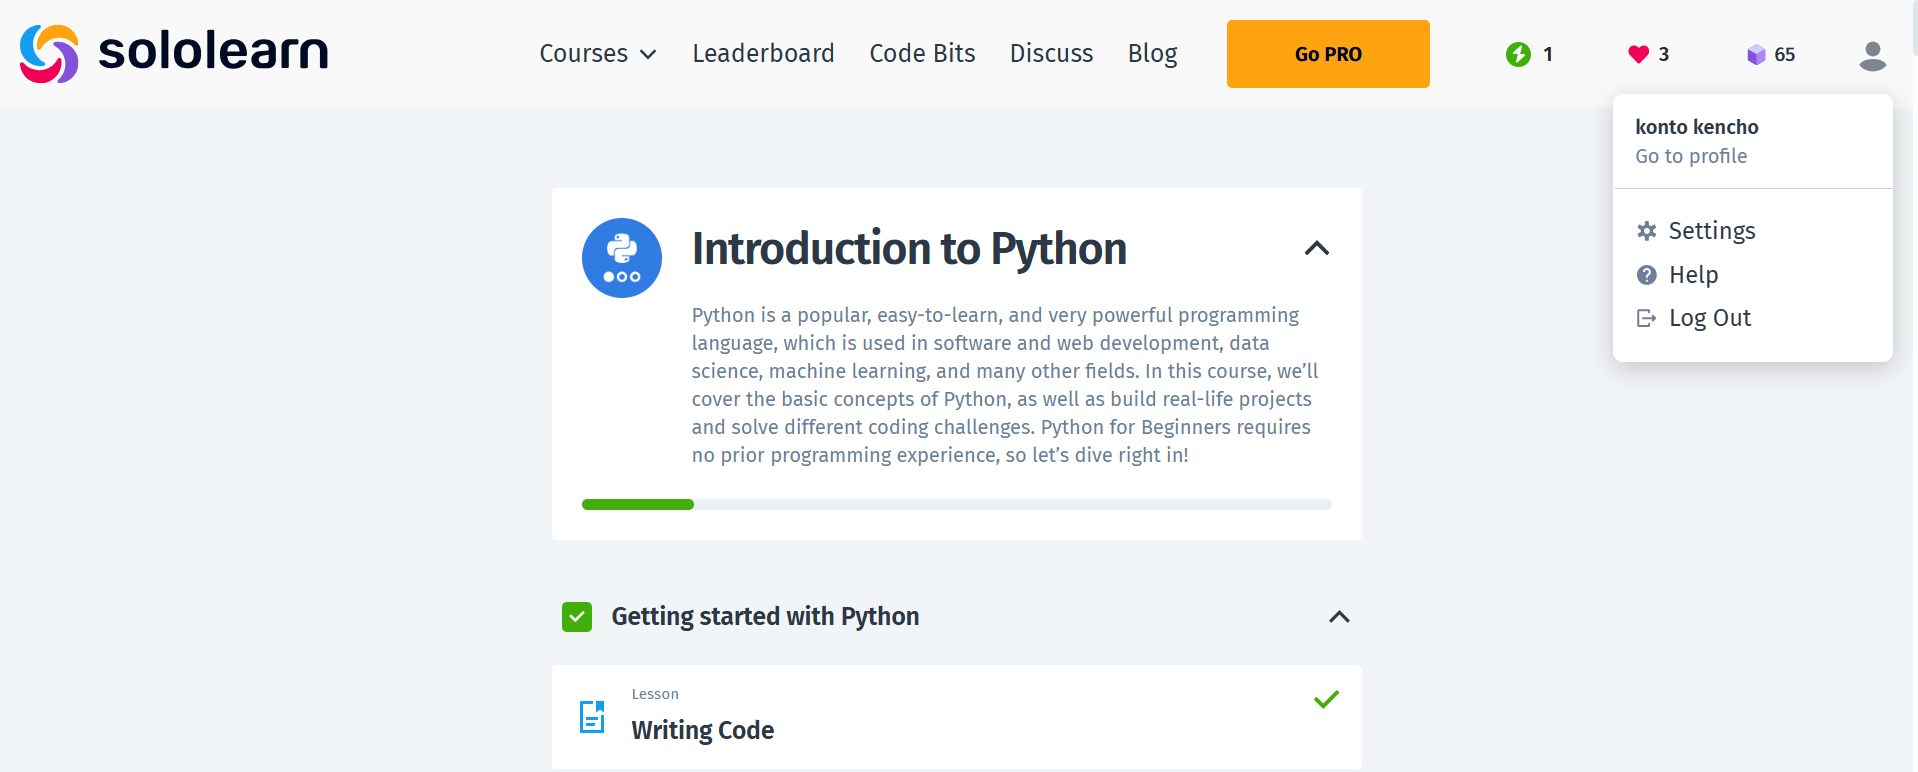 sololearn
Courses
Leaderboard
Code Bits
Discuss
Blog
Go PRO
1
3
65
konto kencho
Go to profile
Settings
Help
Log Out
Introduction to Python
Python is a popular, easy-to-learn, and very powerful programming
language, which is used in software and web development, data
science, machine learning, and many other fields. In this course, we’ll
cover the basic concepts of Python, as well as build real-life projects
and solve different coding challenges. Python for Beginners requires
no prior programming experience, so let’s dive right in!
Getting started with Python
Lesson
Writing Code